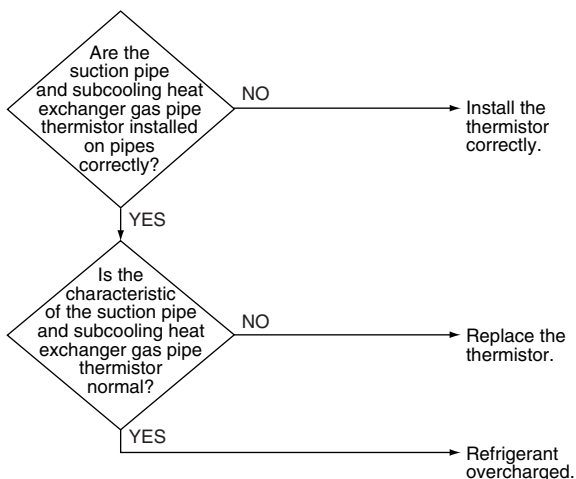 Are the
suction pipe
and subcooling heat
exchanger gas pipe
thermistor installed
on pipes
correctly?
NO
Install the
thermistor
correctly.
YES
Is the
characteristic
of the suction pipe
and subcooling heat
exchanger gas pipe
thermistor
normal?
NO
Replace the
thermistor.
YES
Refrigerant
overcharged.